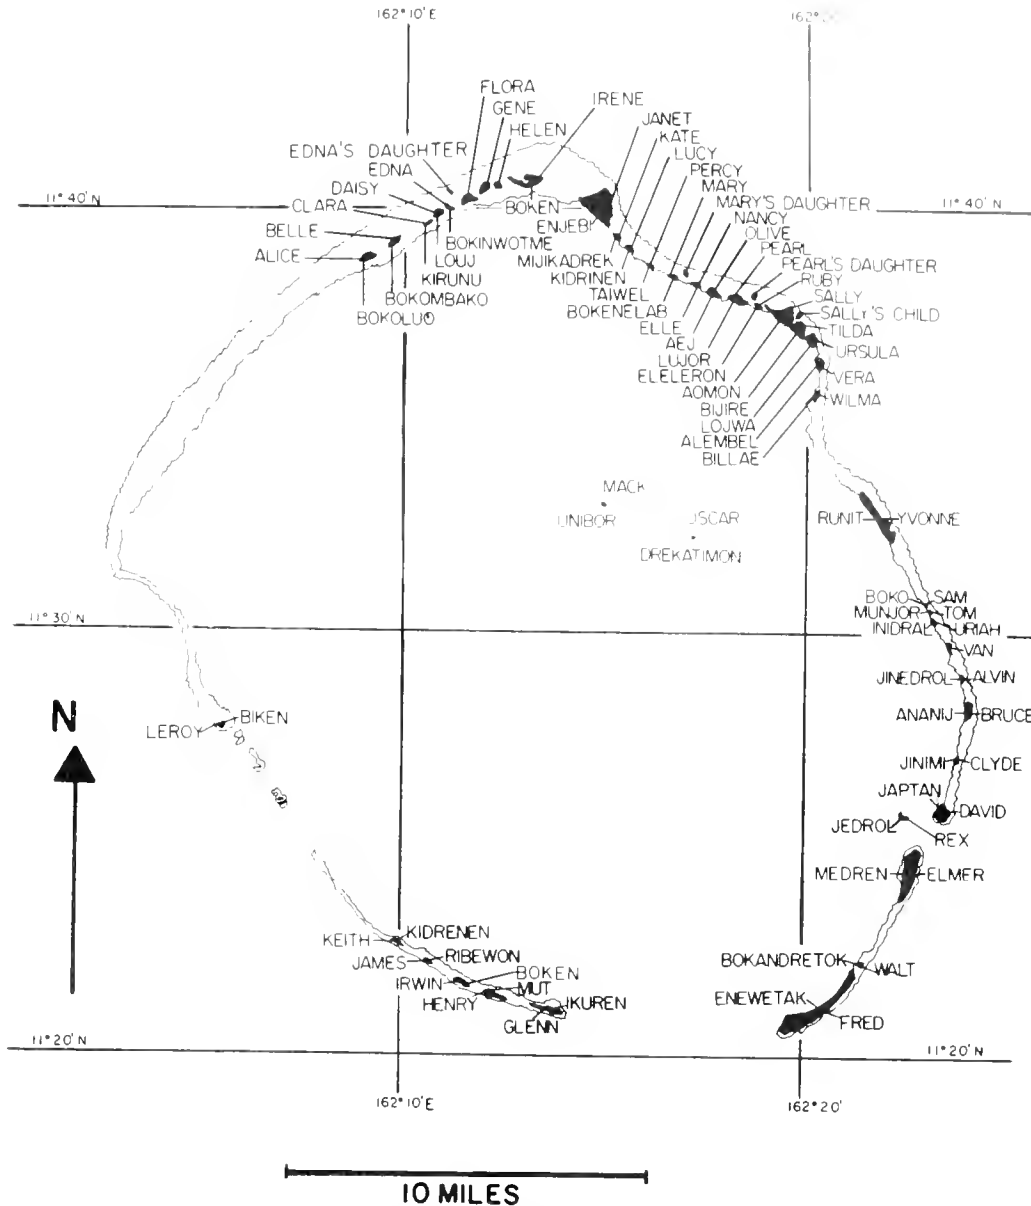 162° 10' E
162°
FLORA
GENE
HELEN
IRENE
JANET
KATE
LUCY
PERCY
MARY
MARY'S DAUGHTER
NANCY
OLIVE
PEARL
PEARL'S DAUGHTER
RUBY
SALLY
SALLY'S CHILD
TILDA
URSULA
VERA
WILMA
EDNA'S DAUGHTER
EDNA
DAISY
CLARA
BELLE
ALICE
11° 40' N
11° 40' N
BOKEN
ENJEBI
MIJIKADREK
KIDRINEN
TAIWEL
BOKENELAB
ELLE
AEJ
LUJOR
ELELERON
AOMON
BIJIRE
LOJWA
ALEMBEL
BILLAE
BOKINWOTME
LOUJ
KIRUNU
BOKOMBAKO
BOKOLUO
MACK
UNIBOR
DREKATIMON
RUNIT
YVONNE
BOKO
SAM
MUNJOR
TOM
INIDRAL
URIAH
VAN
11° 30' N
JINEDROL
ALVIN
ANANIJ
BRUCE
JINIMI
CLYDE
JAPTAN
DAVID
JEDROL
REX
MEDREN
ELMER
N
LEROY
BIKEN
KEITH
KIDRENEN
JAMES
RIBEWON
IRWIN
BOKEN
HENRY
MUT
GLENN
IKUREN
BOKANDRETOK
WALT
ENEWETAK
FRED
11° 20' N
11° 20' N
162° 10' E
162° 20'
10 MILES